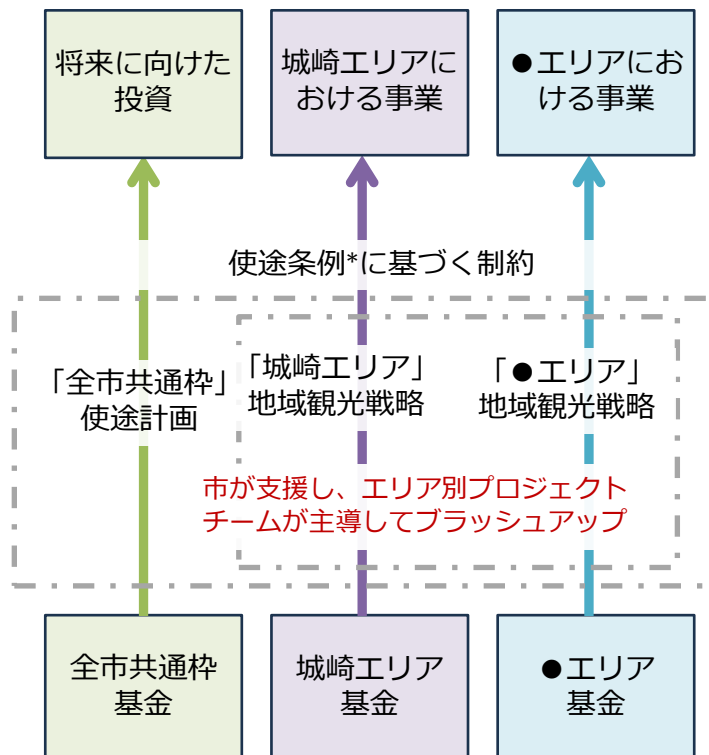 将来に向けた
投資
城崎エリアに
おける事業
●エリアにお
ける事業
使途条例*に基づく制約
「全市共通枠」
使途計画
「城崎エリア」
地域観光戦略
「●エリア」
地域観光戦略
市が支援し、エリア別プロジェクト
チームが主導してブラッシュアップ
全市共通枠
基金
城崎エリア
基金
●エリア
基金